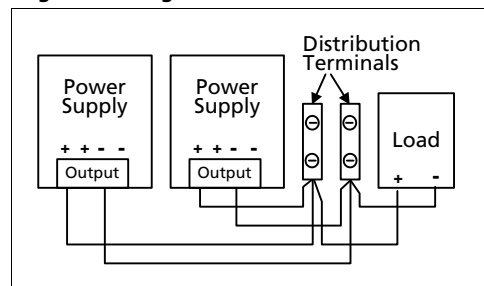 Distribution
Terminals
Power
Supply
+ + - -
Output
Power
Supply
+ + - -
Output
Load
+ -